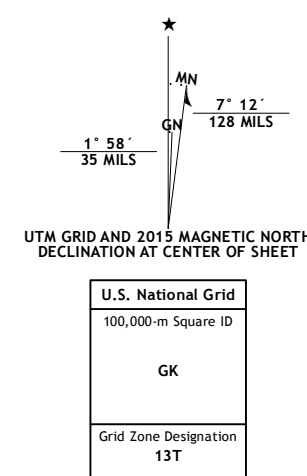 ★
MN
GN
7° 12´
128 MILS
1° 58´
35 MILS
UTM GRID AND 2015 MAGNETIC NORTH
DECLINATION AT CENTER OF SHEET
U.S. National Grid
100,000-m Square ID
GK
Grid Zone Designation
13T